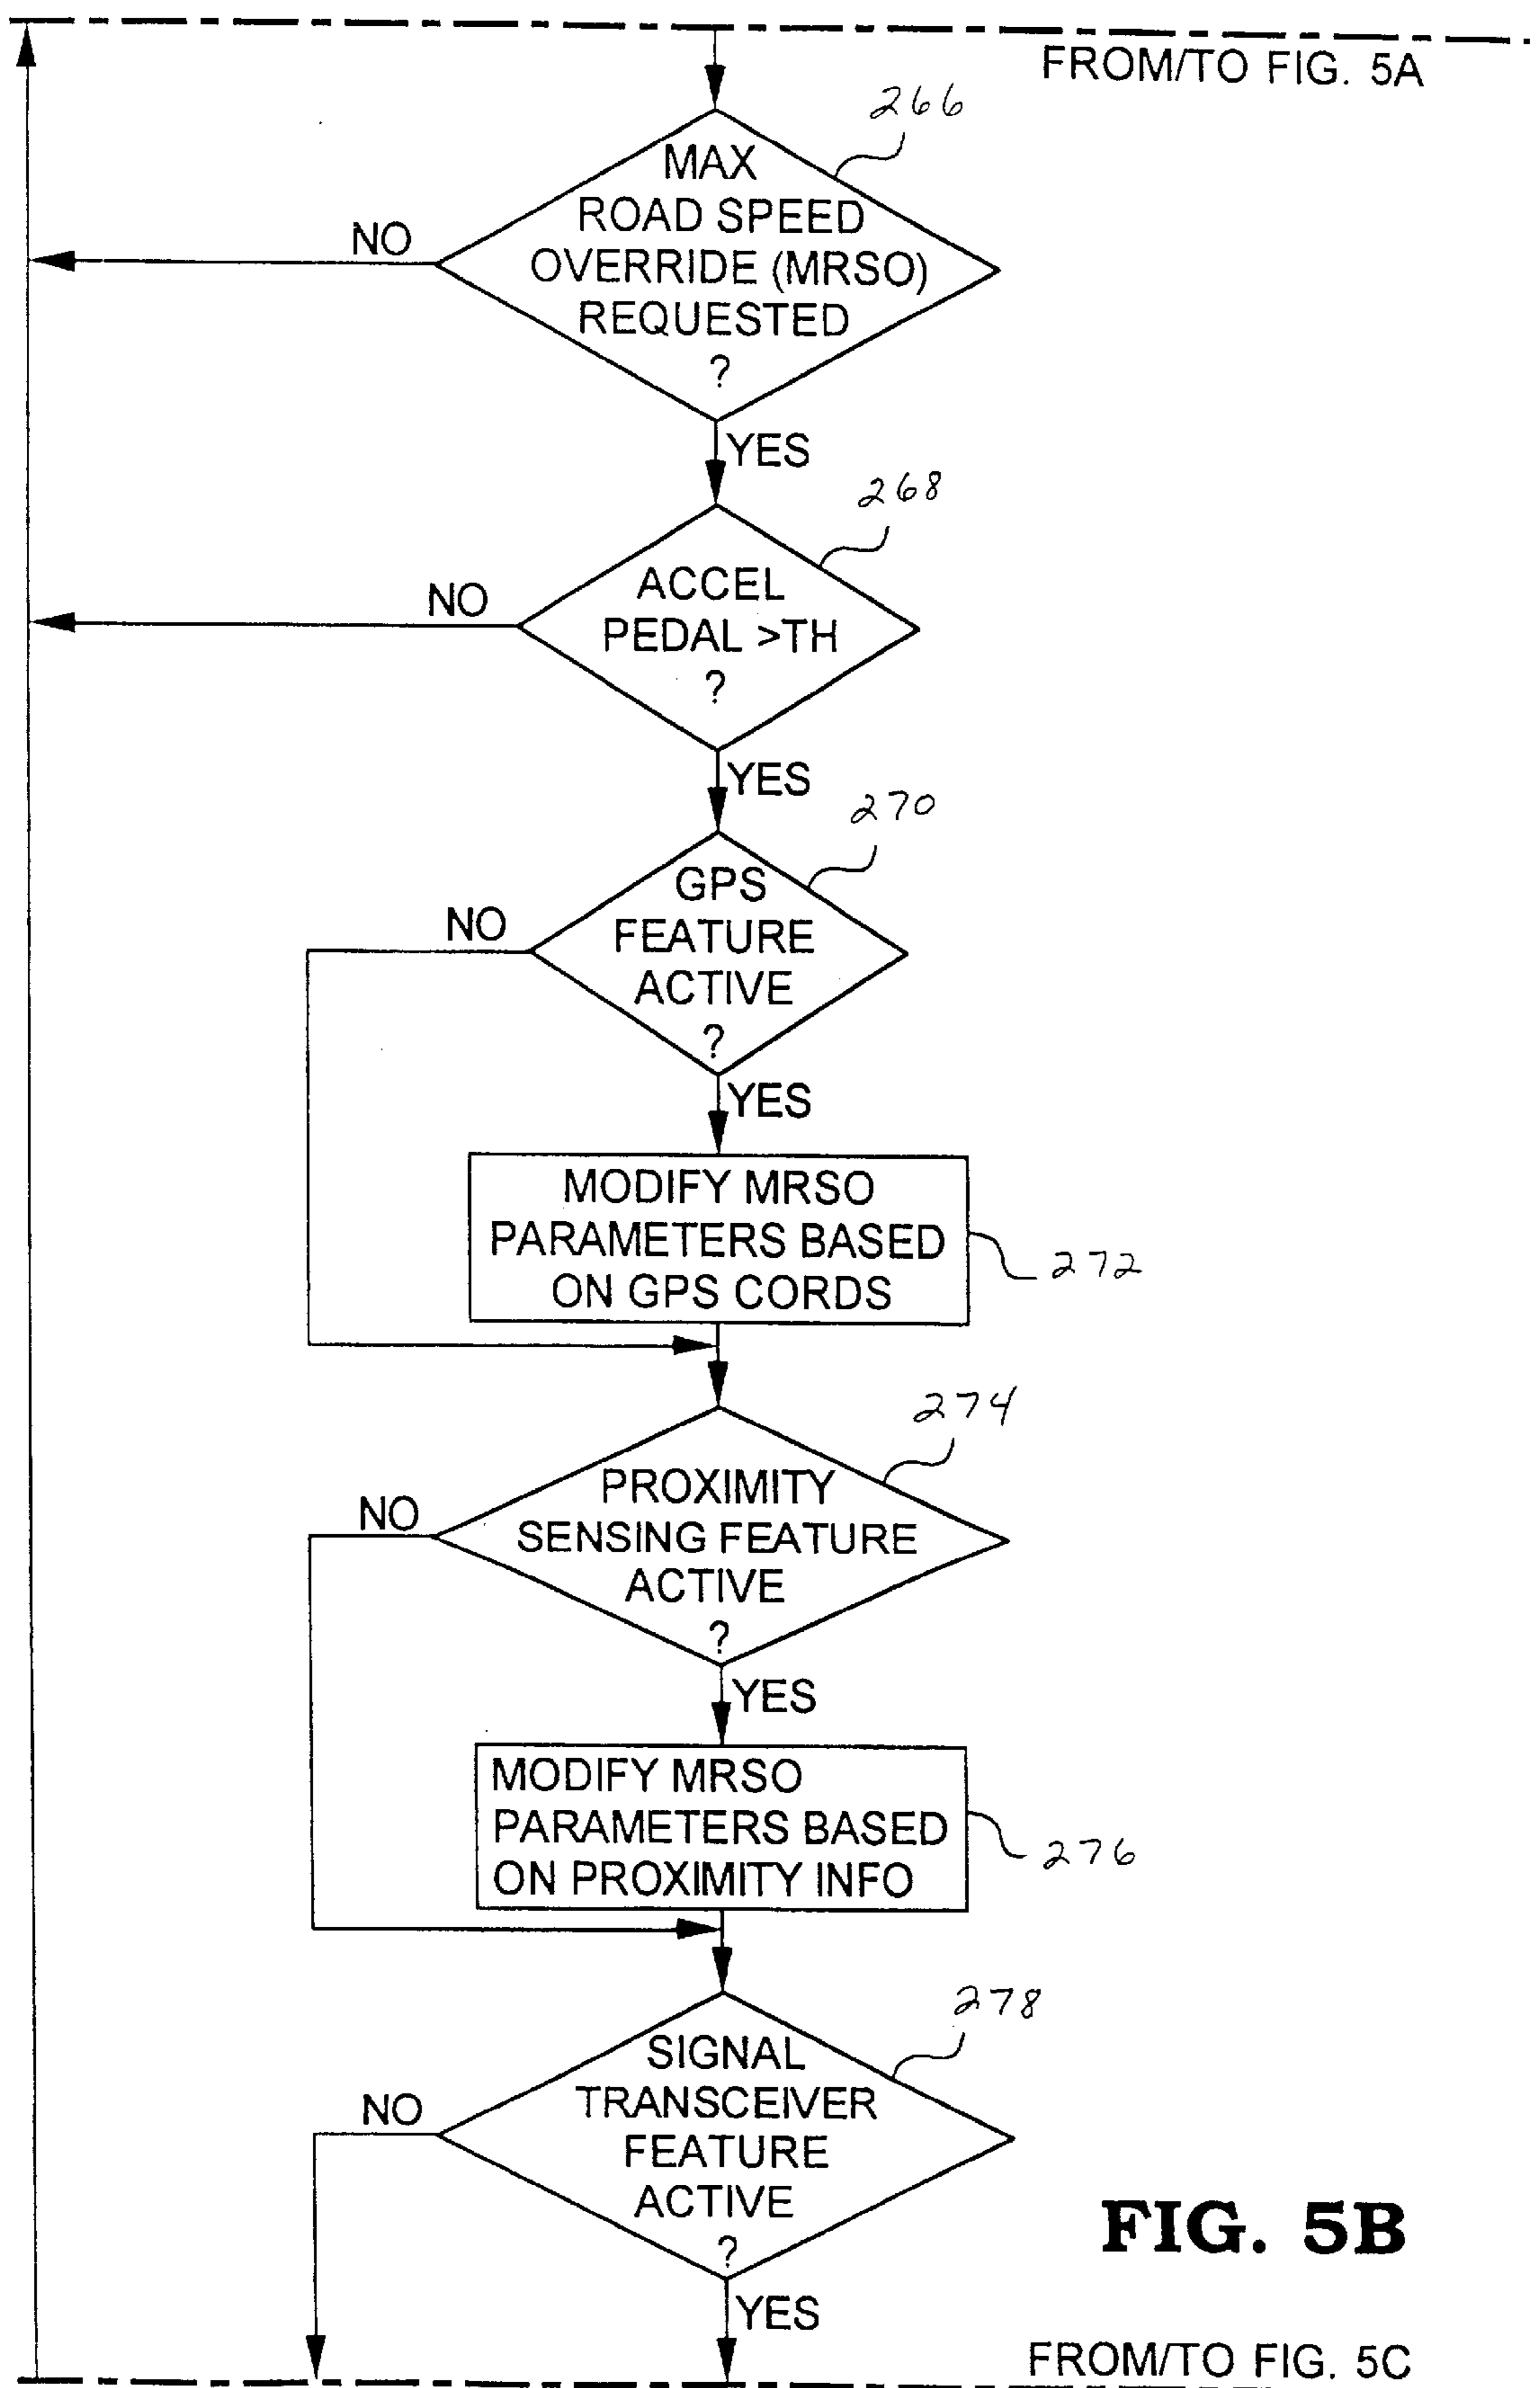 FROM/TO FIG. 5A
266
MAX
ROAD SPEED
OVERRIDE (MRSO)
REQUESTED
?
NO
YES
268
ACCEL
PEDAL >TH
?
NO
YES
270
GPS
FEATURE
ACTIVE
?
NO
YES
MODIFY MRSO
PARAMETERS BASED
ON GPS CORDS
272
274
PROXIMITY
SENSING FEATURE
ACTIVE
?
NO
YES
MODIFY MRSO
PARAMETERS BASED
ON PROXIMITY INFO
276
278
SIGNAL
TRANSCEIVER
FEATURE
ACTIVE
?
NO
YES
FIG. 5B
FROM/TO FIG. 5C